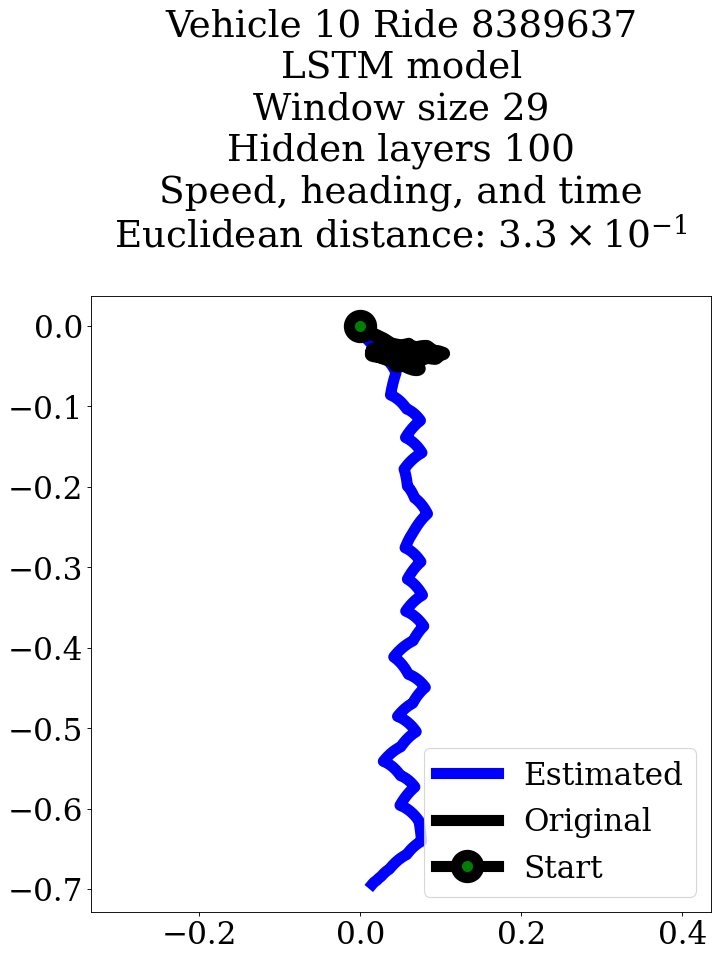 Vehicle 10 Ride 8389637
LSTM model
Window size 29
Hidden layers 100
Speed, heading, and time
Euclidean distance: 3.3 × 10⁻¹
0.0
−0.1
−0.2
−0.3
−0.4
−0.5
−0.6
−0.7
Estimated
Original
Start
−0.2 0.0 0.2 0.4